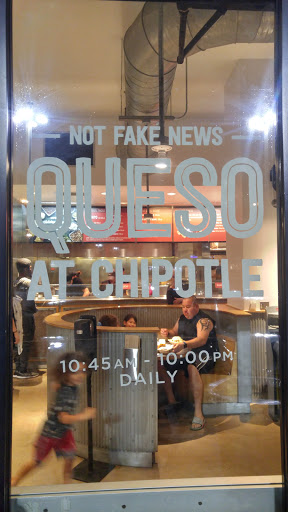 NOT FAKE NEWS
QUESO
AT CHIPOTLE
10:45AM - 10:00PM
DAILY